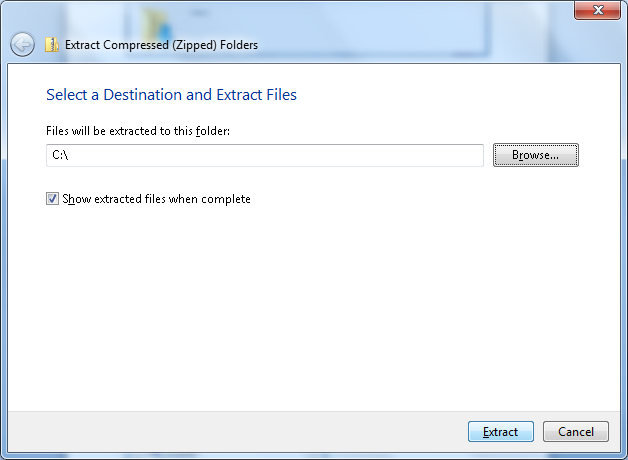 Extract Compressed (Zipped) Folders
Select a Destination and Extract Files
Files will be extracted to this folder:
C:\
Browse...
Show extracted files when complete
Extract
Cancel